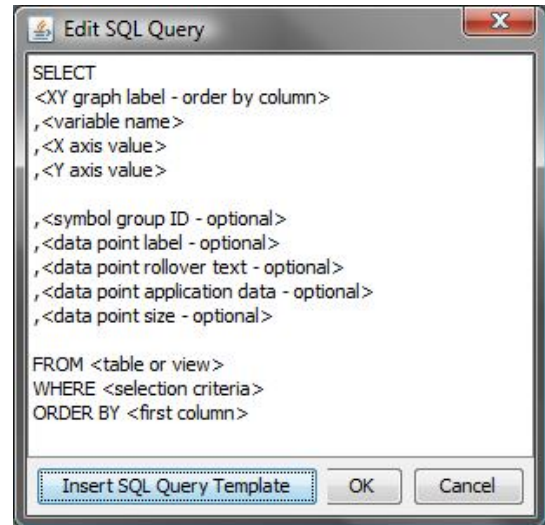 Edit SQL Query
SELECT
<XY graph label - order by column>
,<variable name>
,<X axis value>
,<Y axis value>
,<symbol group ID - optional>
,<data point label - optional>
,<data point rollover text - optional>
,<data point application data - optional>
,<data point size - optional>
FROM <table or view>
WHERE <selection criteria>
ORDER BY <first column>
Insert SQL Query Template OK Cancel